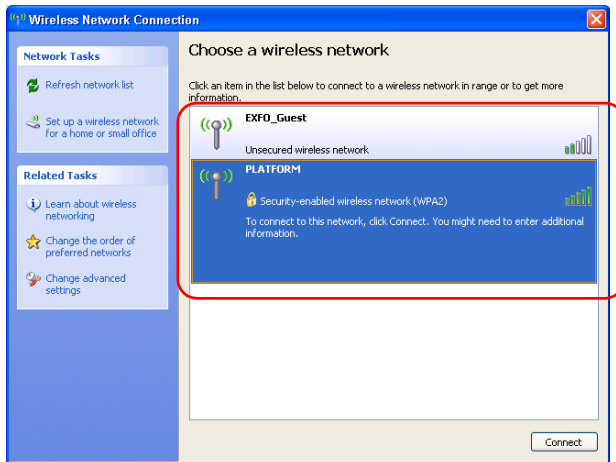 Wireless Network Connection
Network Tasks
Refresh network list
Set up a wireless network
for a home or small office
Related Tasks
Learn about wireless
networking
Change the order of
preferred networks
Change advanced
settings
Choose a wireless network
Click an item in the list below to connect to a wireless network in range or to get more
information.
EXFO_Guest
Unsecured wireless network
PLATFORM
Security-enabled wireless network (WPA2)
To connect to this network, click Connect. You might need to enter additional
information.
Connect